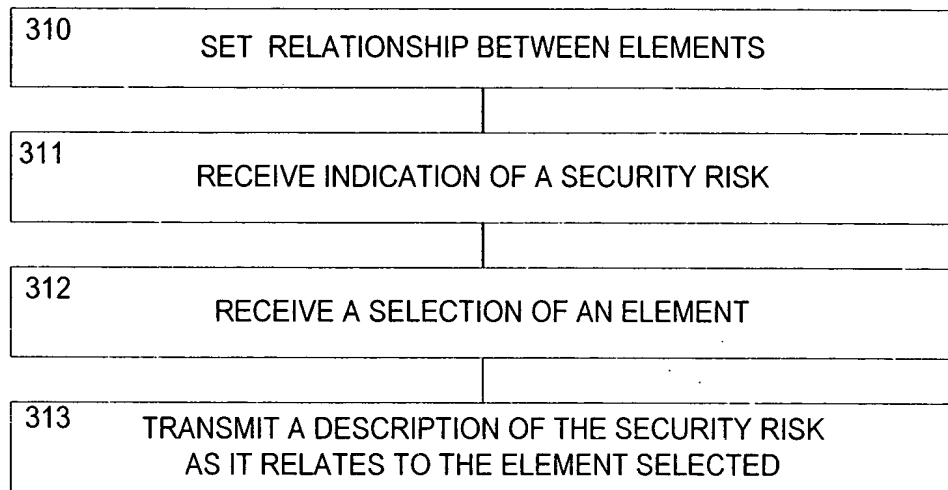 310
SET RELATIONSHIP BETWEEN ELEMENTS
311
RECEIVE INDICATION OF A SECURITY RISK
312
RECEIVE A SELECTION OF AN ELEMENT
313
TRANSMIT A DESCRIPTION OF THE SECURITY RISK
AS IT RELATES TO THE ELEMENT SELECTED